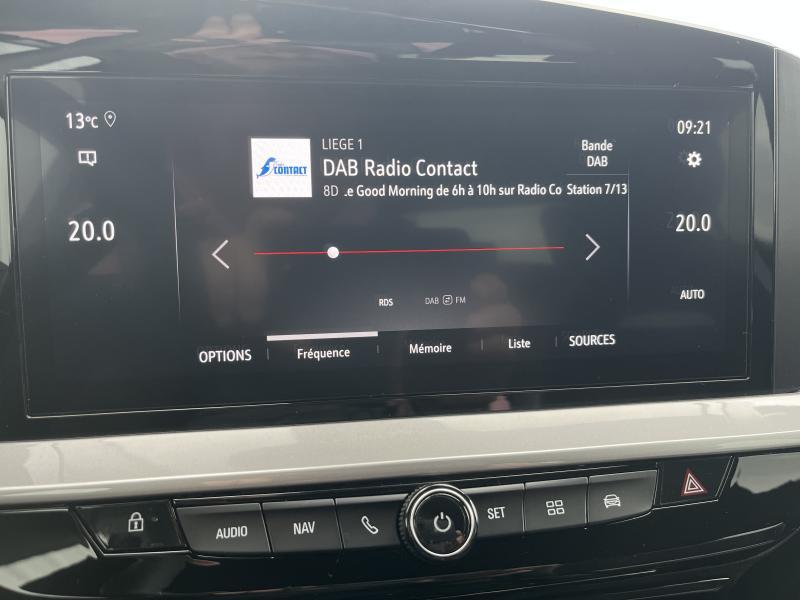 13°C
09:21
LIEGE 1
Bande
DAB
CONTACT
DAB Radio Contact
8D .e Good Morning de 6h à 10h sur Radio Co Station 7/13
20.0
20.0
RDS
DAB FM
AUTO
OPTIONS
Fréquence
Mémoire
Liste
SOURCES
AUDIO
NAV
SET